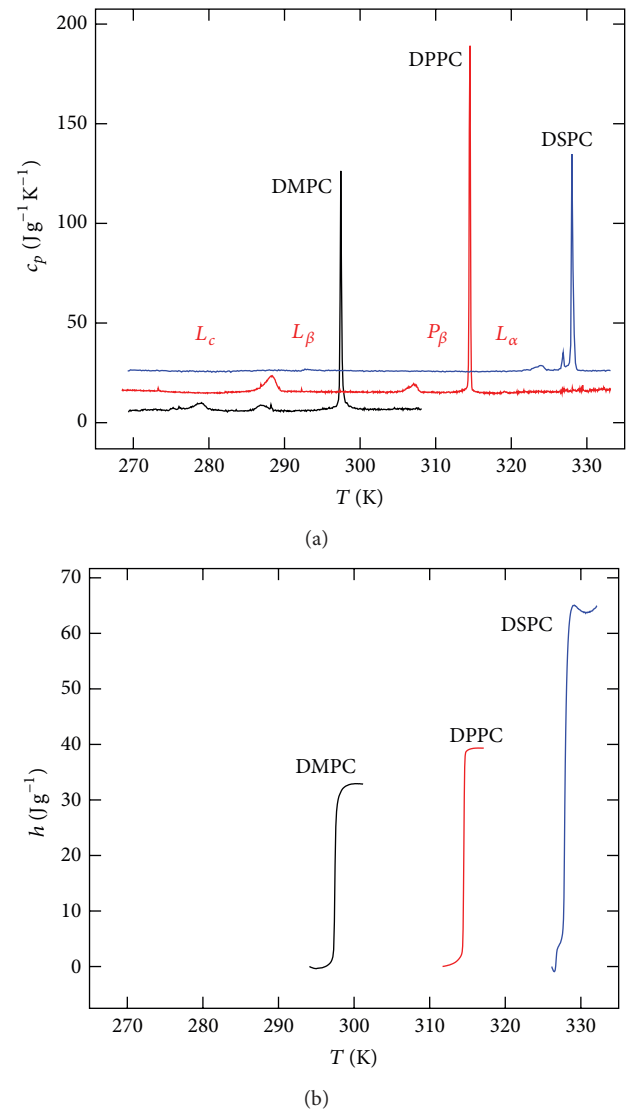 200
DPPC
150
DSPC
DMPC
c_p (J g⁻¹ K⁻¹)
100
50
L_c L_β P_β L_α
0
270 280 290 300 310 320 330
T (K)
(a)
70
60
DSPC
50
40
DPPC
DMPC
h (J g⁻¹)
30
20
10
0
270 280 290 300 310 320 330
T (K)
(b)